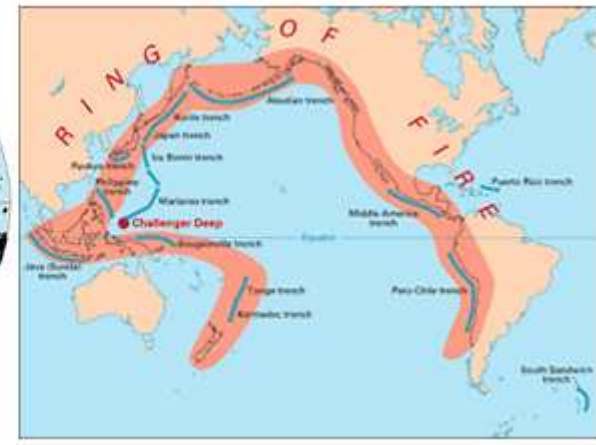 RING OF FIRE
Aleutian trench
Kurile trench
Japan trench
Izu Bonin trench
Ryukyu trench
Philippine
trench
Marianas trench
Challenger Deep
Bougainville trench
Equator
Java (Sunda)
trench
Tonga trench
Kermadec trench
Middle America
trench
Puerto Rico trench
Peru-Chile trench
South Sandwich
trench